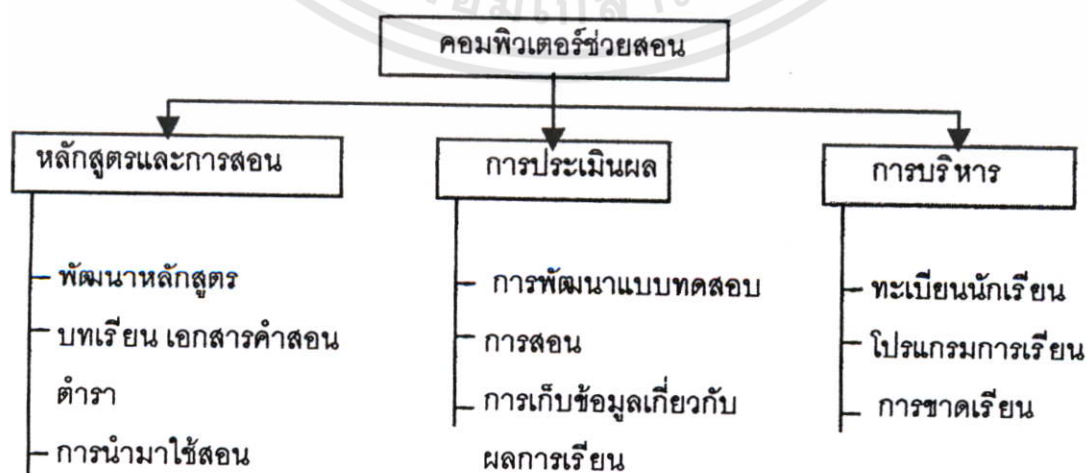 คอมพิวเตอร์ช่วยสอน
หลักสูตรและการสอน
พัฒนาหลักสูตร
บทเรียน เอกสารคำสอน
ตำรา
การนำมาใช้สอน
การประเมินผล
การพัฒนาแบบทดสอบ
การสอน
การเก็บข้อมูลเกี่ยวกับ
ผลการเรียน
การบริหาร
ทะเบียนนักเรียน
โปรแกรมการเรียน
การขาดเรียน